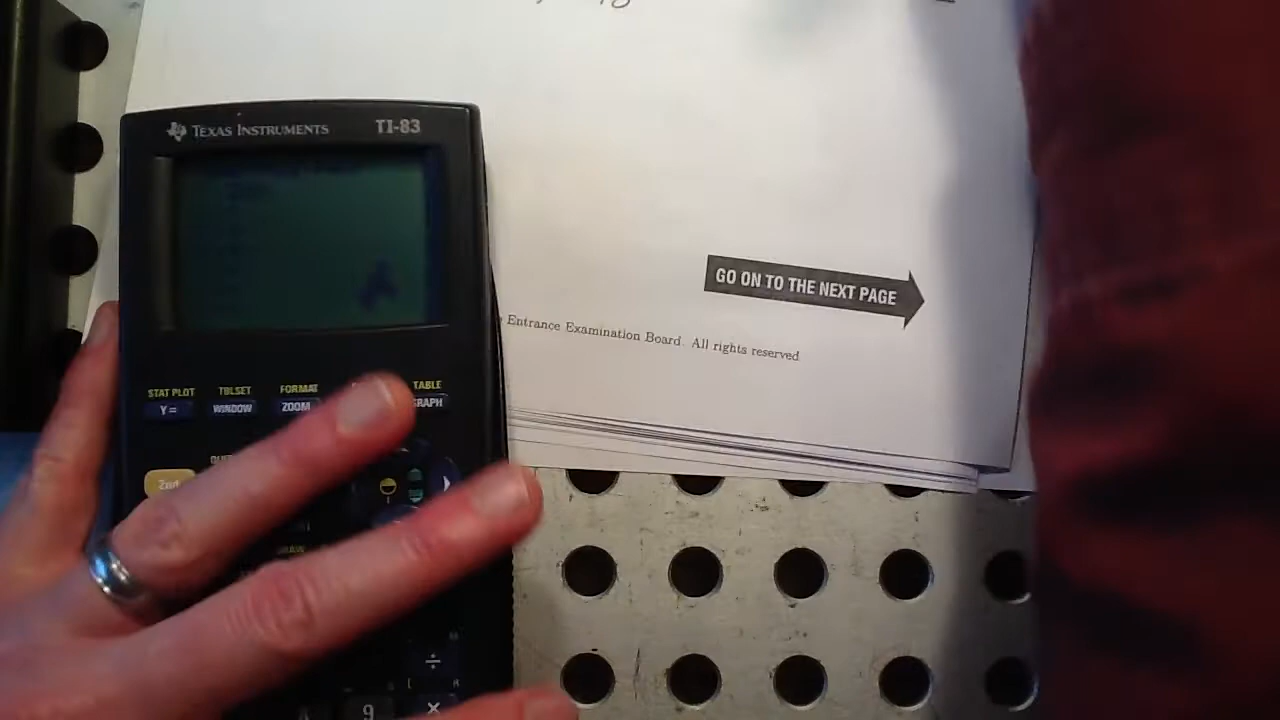 TEXAS INSTRUMENTS TI-83
GO ON TO THE NEXT PAGE
Entrance Examination Board. All rights reserved
STAT PLOT TBLSET FORMAT TABLE
Y= WINDOW ZOOM GRAPH
2nd
÷
9 ×